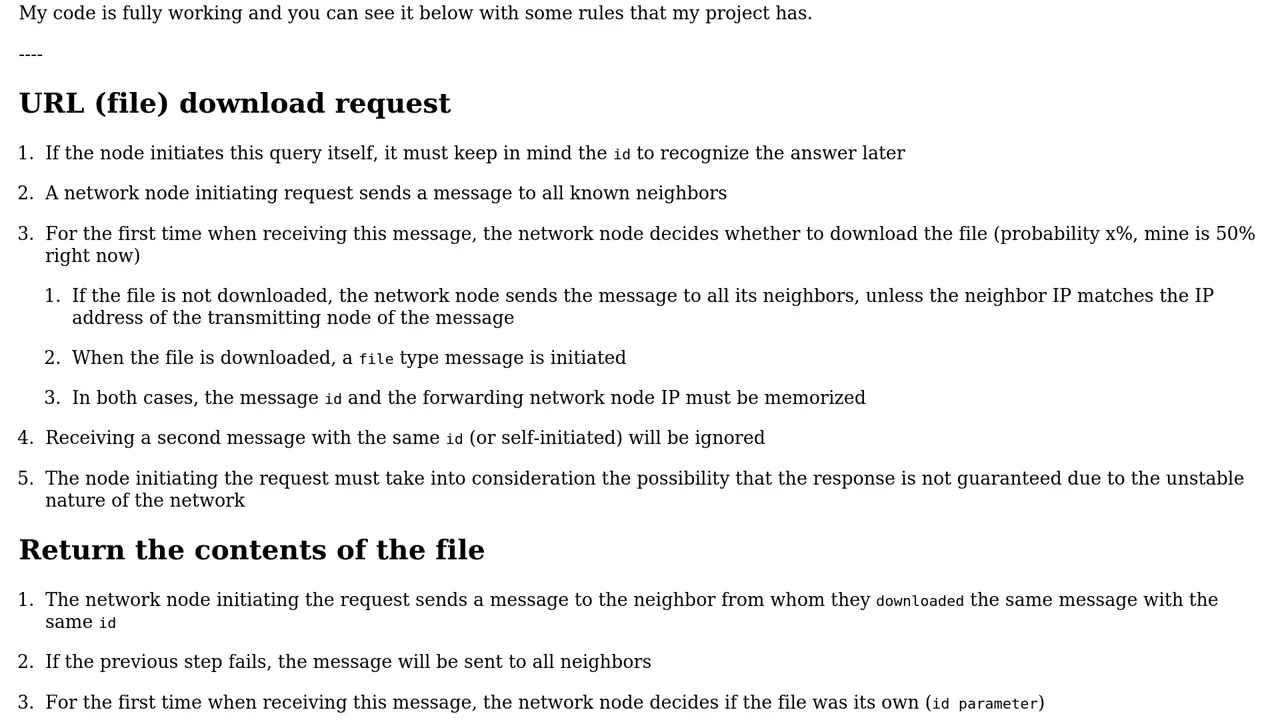 My code is fully working and you can see it below with some rules that my project has.
----
URL (file) download request
1. If the node initiates this query itself, it must keep in mind the id to recognize the answer later
2. A network node initiating request sends a message to all known neighbors
3. For the first time when receiving this message, the network node decides whether to download the file (probability x%, mine is 50%
right now)
1. If the file is not downloaded, the network node sends the message to all its neighbors, unless the neighbor IP matches the IP
address of the transmitting node of the message
2. When the file is downloaded, a file type message is initiated
3. In both cases, the message id and the forwarding network node IP must be memorized
4. Receiving a second message with the same id (or self-initiated) will be ignored
5. The node initiating the request must take into consideration the possibility that the response is not guaranteed due to the unstable
nature of the network
Return the contents of the file
1. The network node initiating the request sends a message to the neighbor from whom they downloaded the same message with the
same id
2. If the previous step fails, the message will be sent to all neighbors
3. For the first time when receiving this message, the network node decides if the file was its own (id parameter)